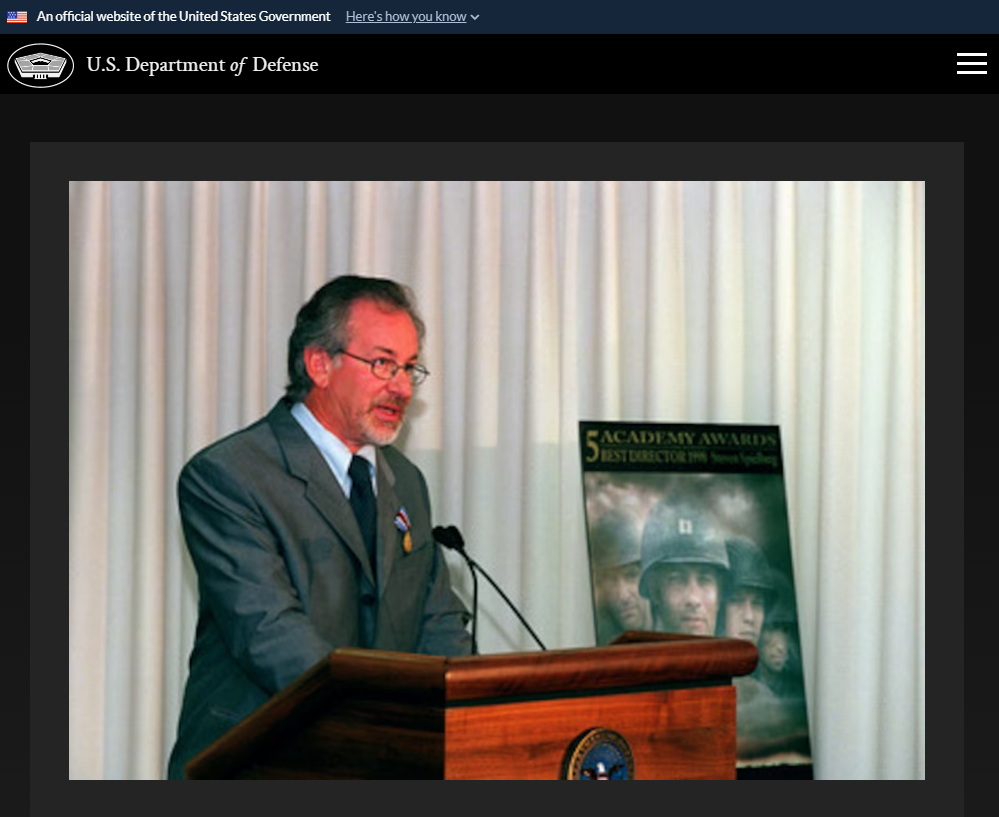 An official website of the United States Government Here's how you know
U.S. Department of Defense
5 ACADEMY AWARDS
BEST DIRECTOR 1998 Steven Spielberg